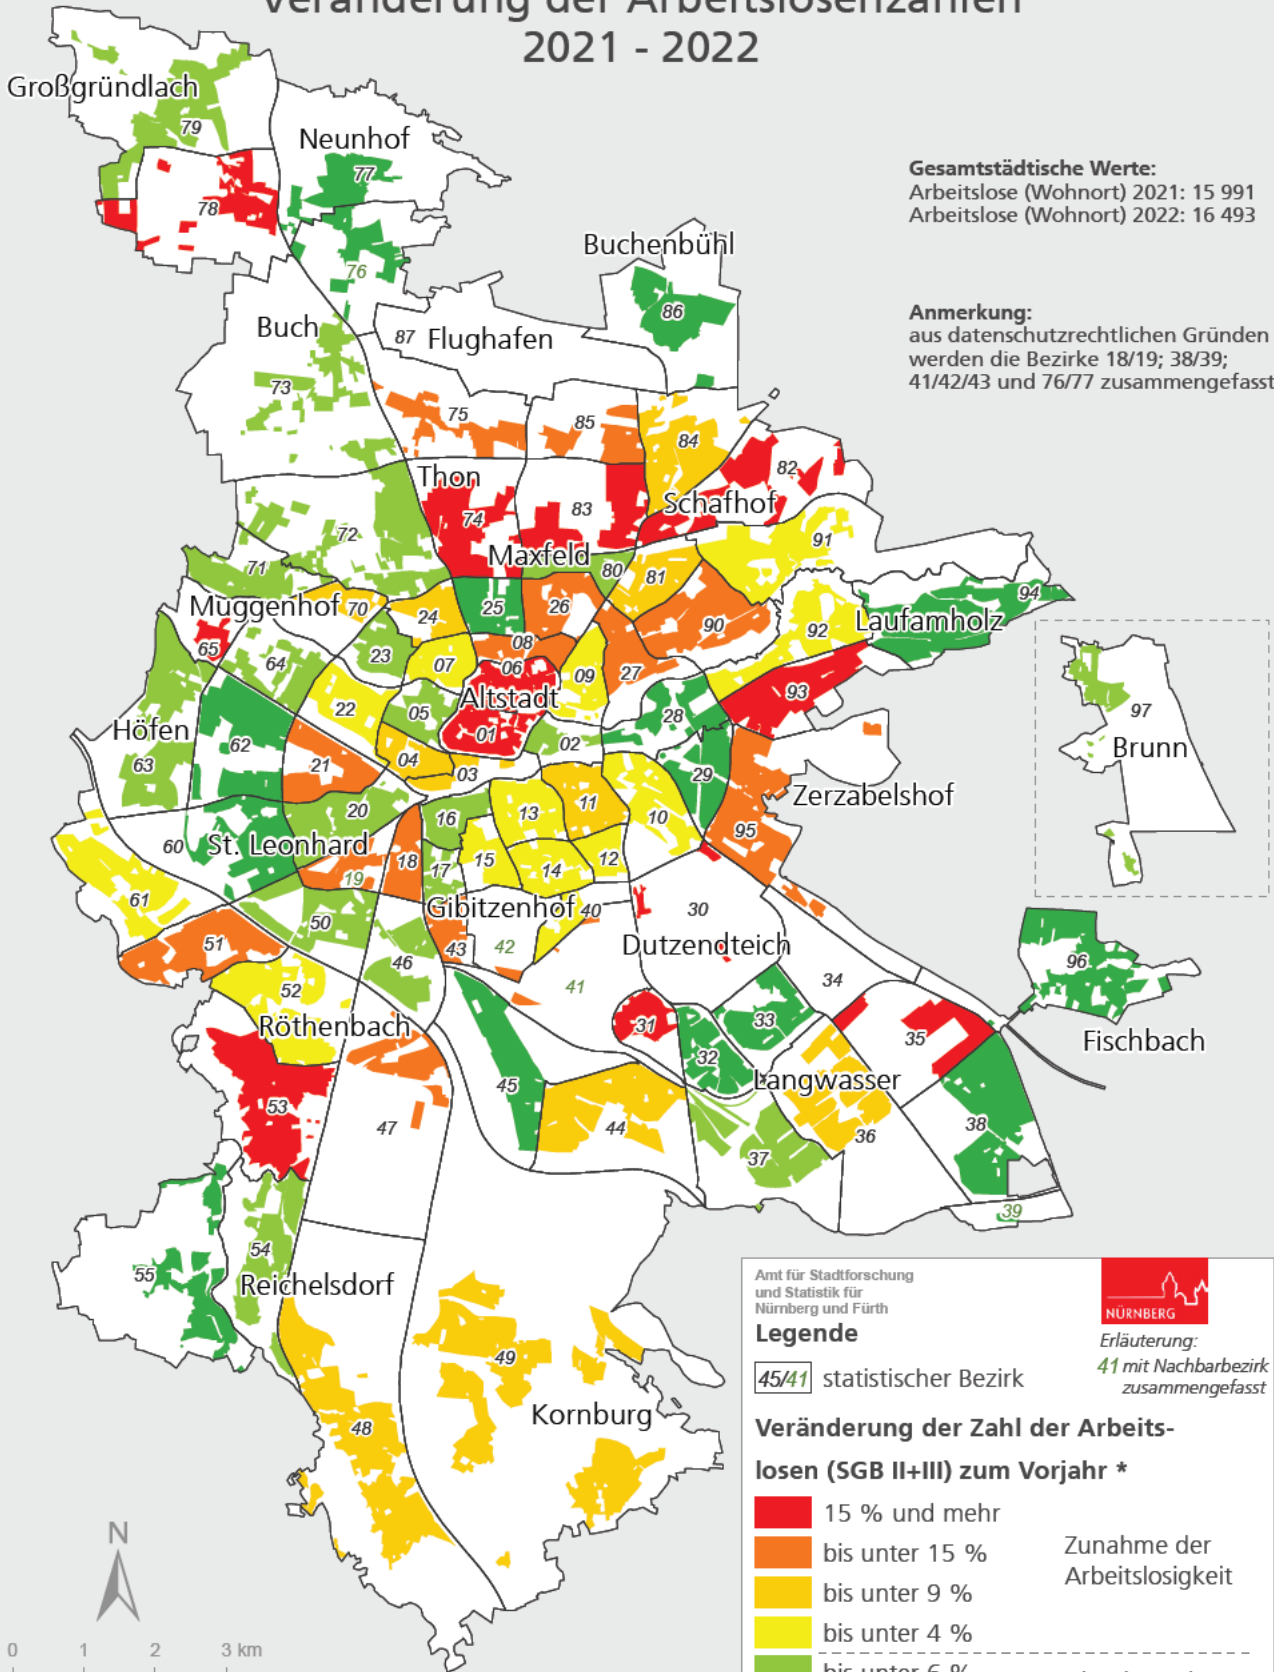 Veränderung der Arbeitslosenzahlen
2021 - 2022
Großgründlach
79
Neunhof
77
78
76
Gesamtstädtische Werte:
Arbeitslose (Wohnort) 2021: 15 991
Arbeitslose (Wohnort) 2022: 16 493
Buchenbühl
86
Anmerkung:
aus datenschutzrechtlichen Gründen
werden die Bezirke 18/19; 38/39;
41/42/43 und 76/77 zusammengefasst
Buch
87 Flughafen
73
75
85
84
82
Thon
74
83
Schafhof
72
91
Maxfeld
80
81
71
94
Muggenhof
70
24
25
26
90
92
Laufamholz
65
64
23
07
08
06
09
27
93
97
Altstadt
05
22
01
28
02
Höfen
62
63
21
04
03
29
Brunn
Zerzabelshof
20
16
13
11
10
95
60
St. Leonhard
19
18
17
15
14
12
61
50
Gibitzenhof
40
30
51
43
42
Dutzendteich
46
41
34
96
52
Röthenbach
31
33
35
Fischbach
32
Langwasser
45
53
47
44
36
38
37
39
54
55
Reichelsdorf
49
Kornburg
48
N
0 1 2 3 km
Amt für Stadtforschung
und Statistik für
Nürnberg und Fürth
NÜRNBERG
Legende
Erläuterung:
45/41 statistischer Bezirk
41 mit Nachbarbezirk
zusammengefasst
Veränderung der Zahl der Arbeits-
losen (SGB II+III) zum Vorjahr *
15 % und mehr
bis unter 15 %
Zunahme der
Arbeitslosigkeit
bis unter 9 %
bis unter 4 %
bis unter 6 %